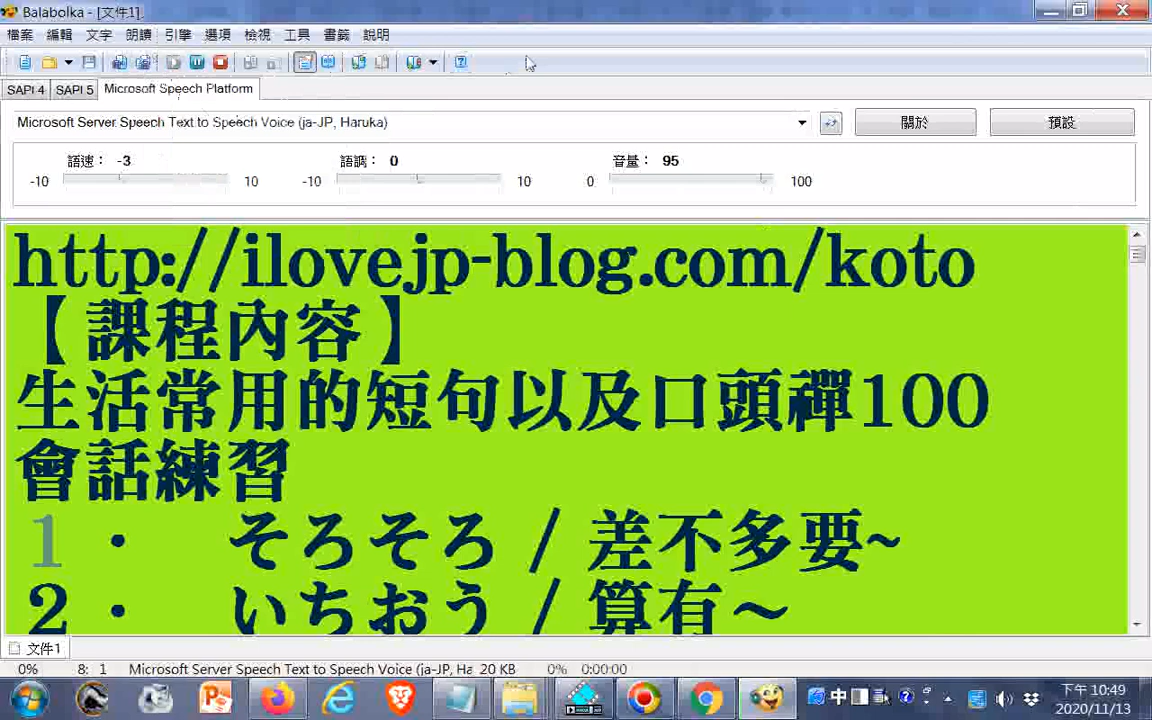 Balabolka - [文件1]
檔案 編輯 文字 朗讀 引擎 選項 檢視 工具 書籤 說明
SAPI 4 SAPI 5 Microsoft Speech Platform
Microsoft Server Speech Text to Speech Voice (ja-JP, Haruka) 關於 預設
語速： -3 語調： 0 音量： 95
-10 10 -10 10 0 100
http://ilovejp-blog.com/koto
【課程內容】
生活常用的短句以及口頭禪100
會話練習
1． そろそろ / 差不多要~
2． いちおう / 算有～
文件1
0% 8: 1 Microsoft Server Speech Text to Speech Voice (ja-JP, Ha 20 KB 0% 0:00:00
中 下午 10:49
2020/11/13